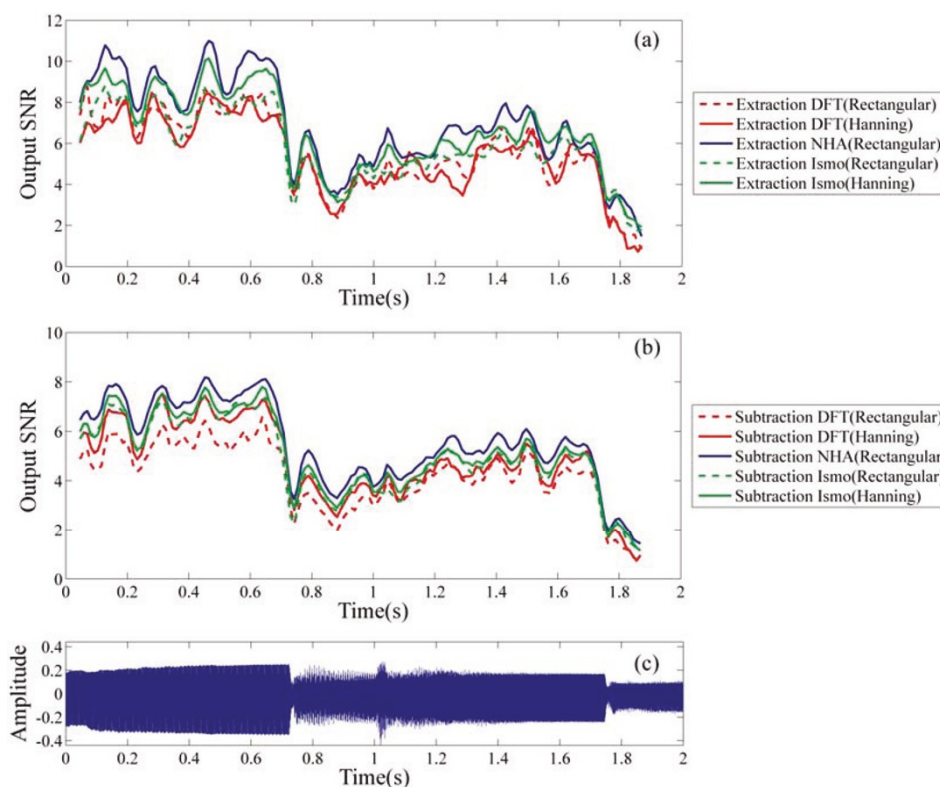 (a)
Output SNR
12
10
8
6
4
2
0
0 0.2 0.4 0.6 0.8 1 1.2 1.4 1.6 1.8 2
Time(s)
Extraction DFT(Rectangular)
Extraction DFT(Hanning)
Extraction NHA(Rectangular)
Extraction Ismo(Rectangular)
Extraction Ismo(Hanning)
(b)
Output SNR
10
8
6
4
2
0
0 0.2 0.4 0.6 0.8 1 1.2 1.4 1.6 1.8 2
Time(s)
Subtraction DFT(Rectangular)
Subtraction DFT(Hanning)
Subtraction NHA(Rectangular
Subtraction Ismo(Rectangular)
Subtraction Ismo(Hanning)
(c)
Amplitude
0.4
0.2
0
-0.2
-0.4
0 0.2 0.4 0.6 0.8 1 1.2 1.4 1.6 1.8 2
Time(s)